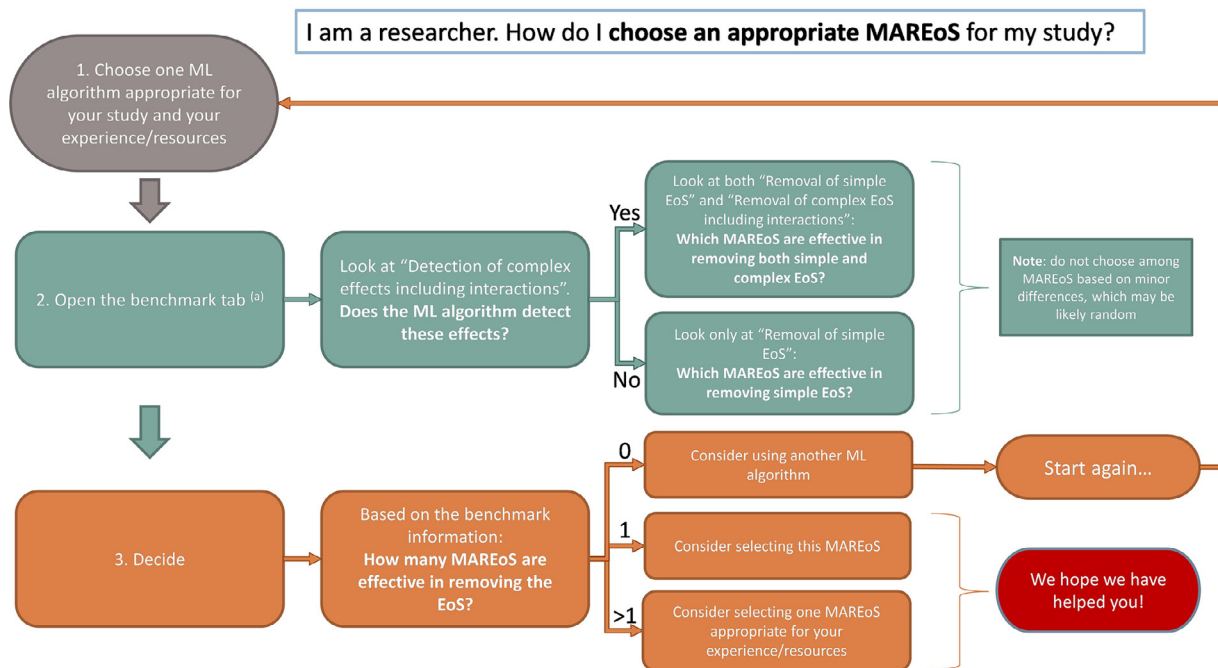 I am a researcher. How do I choose an appropriate MAREoS for my study?
1. Choose one ML
algorithm appropriate for
your study and your
experience/resources
2. Open the benchmark tab (a)
Look at “Detection of complex
effects including interactions”.
Does the ML algorithm detect
these effects?
Yes
Look at both “Removal of simple
EoS” and “Removal of complex EoS
including interactions”:
Which MAREoS are effective in
removing both simple and
complex EoS?
No
Look only at “Removal of simple
EoS”:
Which MAREoS are effective in
removing simple EoS?
Note: do not choose among
MAREoS based on minor
differences, which may be
likely random
3. Decide
Based on the benchmark
information:
How many MAREoS are
effective in removing the
EoS?
0
Consider using another ML
algorithm
Start again...
1
Consider selecting this MAREoS
>1
Consider selecting one MAREoS
appropriate for your
experience/resources
We hope we have
helped you!